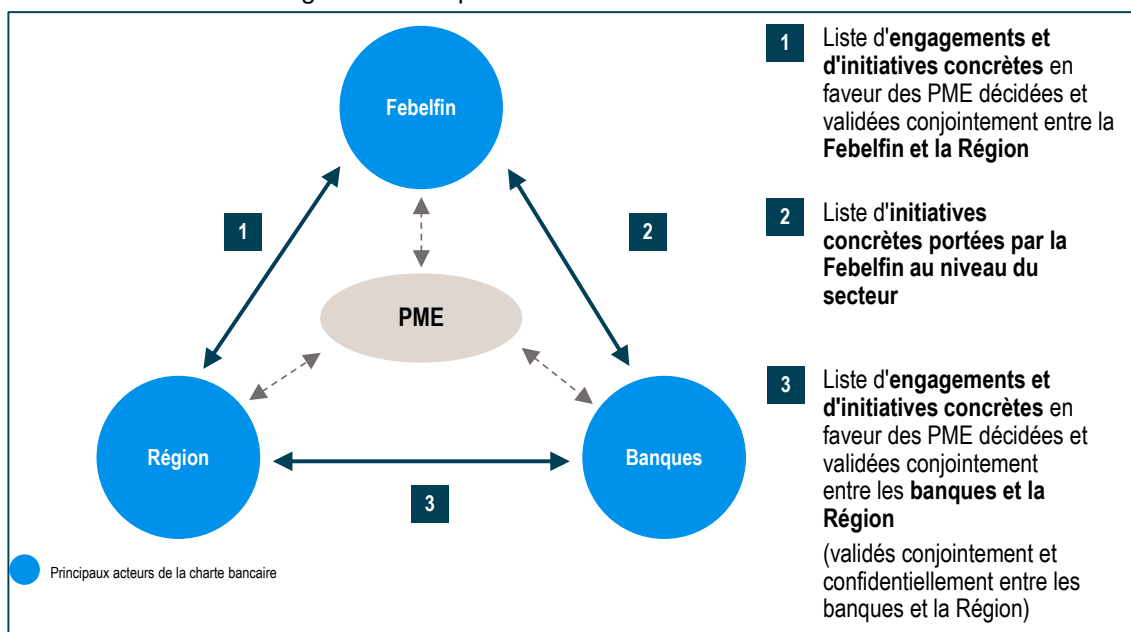 Febelfin
1
2
PME
Région
Banques
3
Principaux acteurs de la charte bancaire
1
Liste d'engagements et
d'initiatives concrètes en
faveur des PME décidées et
validées conjointement entre la
Febelfin et la Région
2
Liste d'initiatives
concrètes portées par la
Febelfin au niveau du
secteur
3
Liste d'engagements et
d'initiatives concrètes en
faveur des PME décidées et
validées conjointement
entre les banques et la
Région
(validés conjointement et
confidentiellement entre les
banques et la Région)